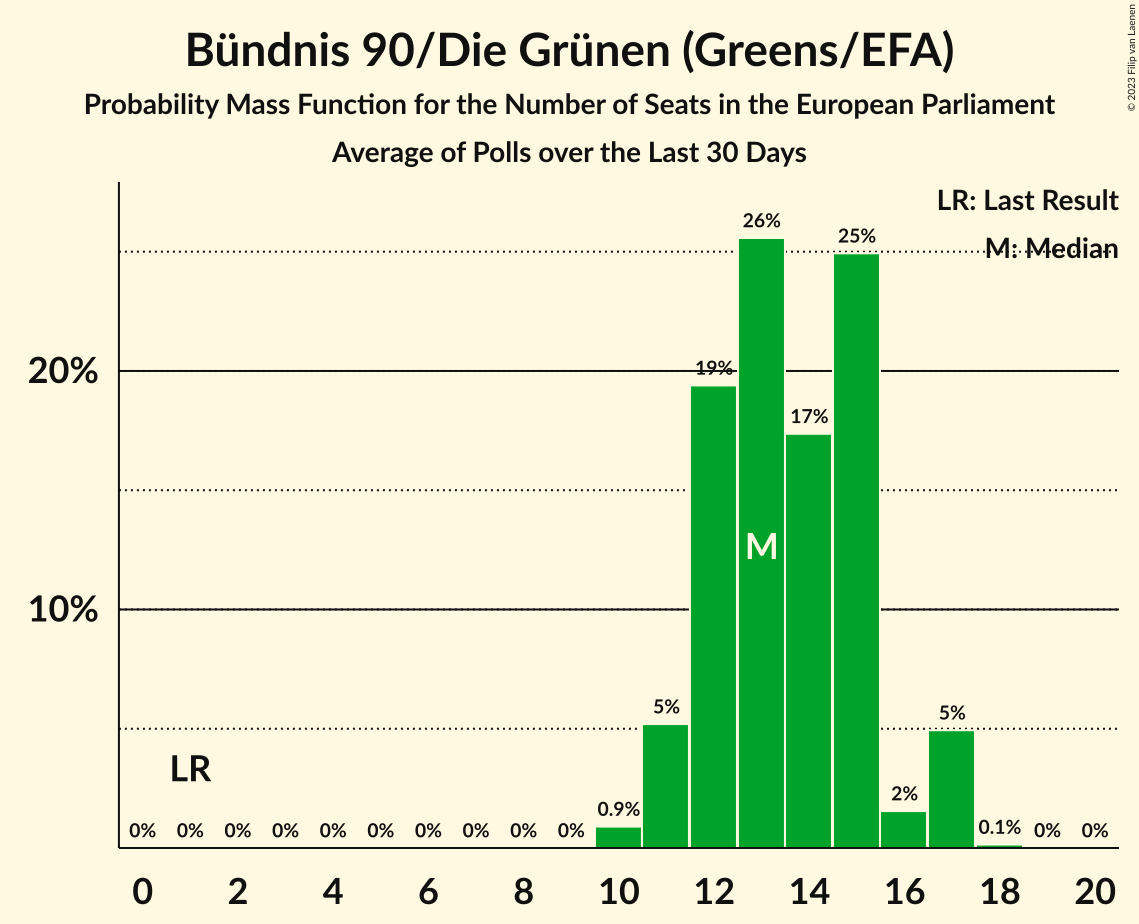 Bündnis 90/Die Grünen (Greens/EFA)
Probability Mass Function for the Number of Seats in the European Parliament
Average of Polls over the Last 30 Days
© 2023 Filip van Laenen
LR: Last Result
M: Median
26%
25%
20%
19%
17%
M
10%
5%
5%
LR
2%
0.9%
0.1%
0% 0% 0% 0% 0% 0% 0% 0% 0% 0% 0% 0%
0 2 4 6 8 10 12 14 16 18 20